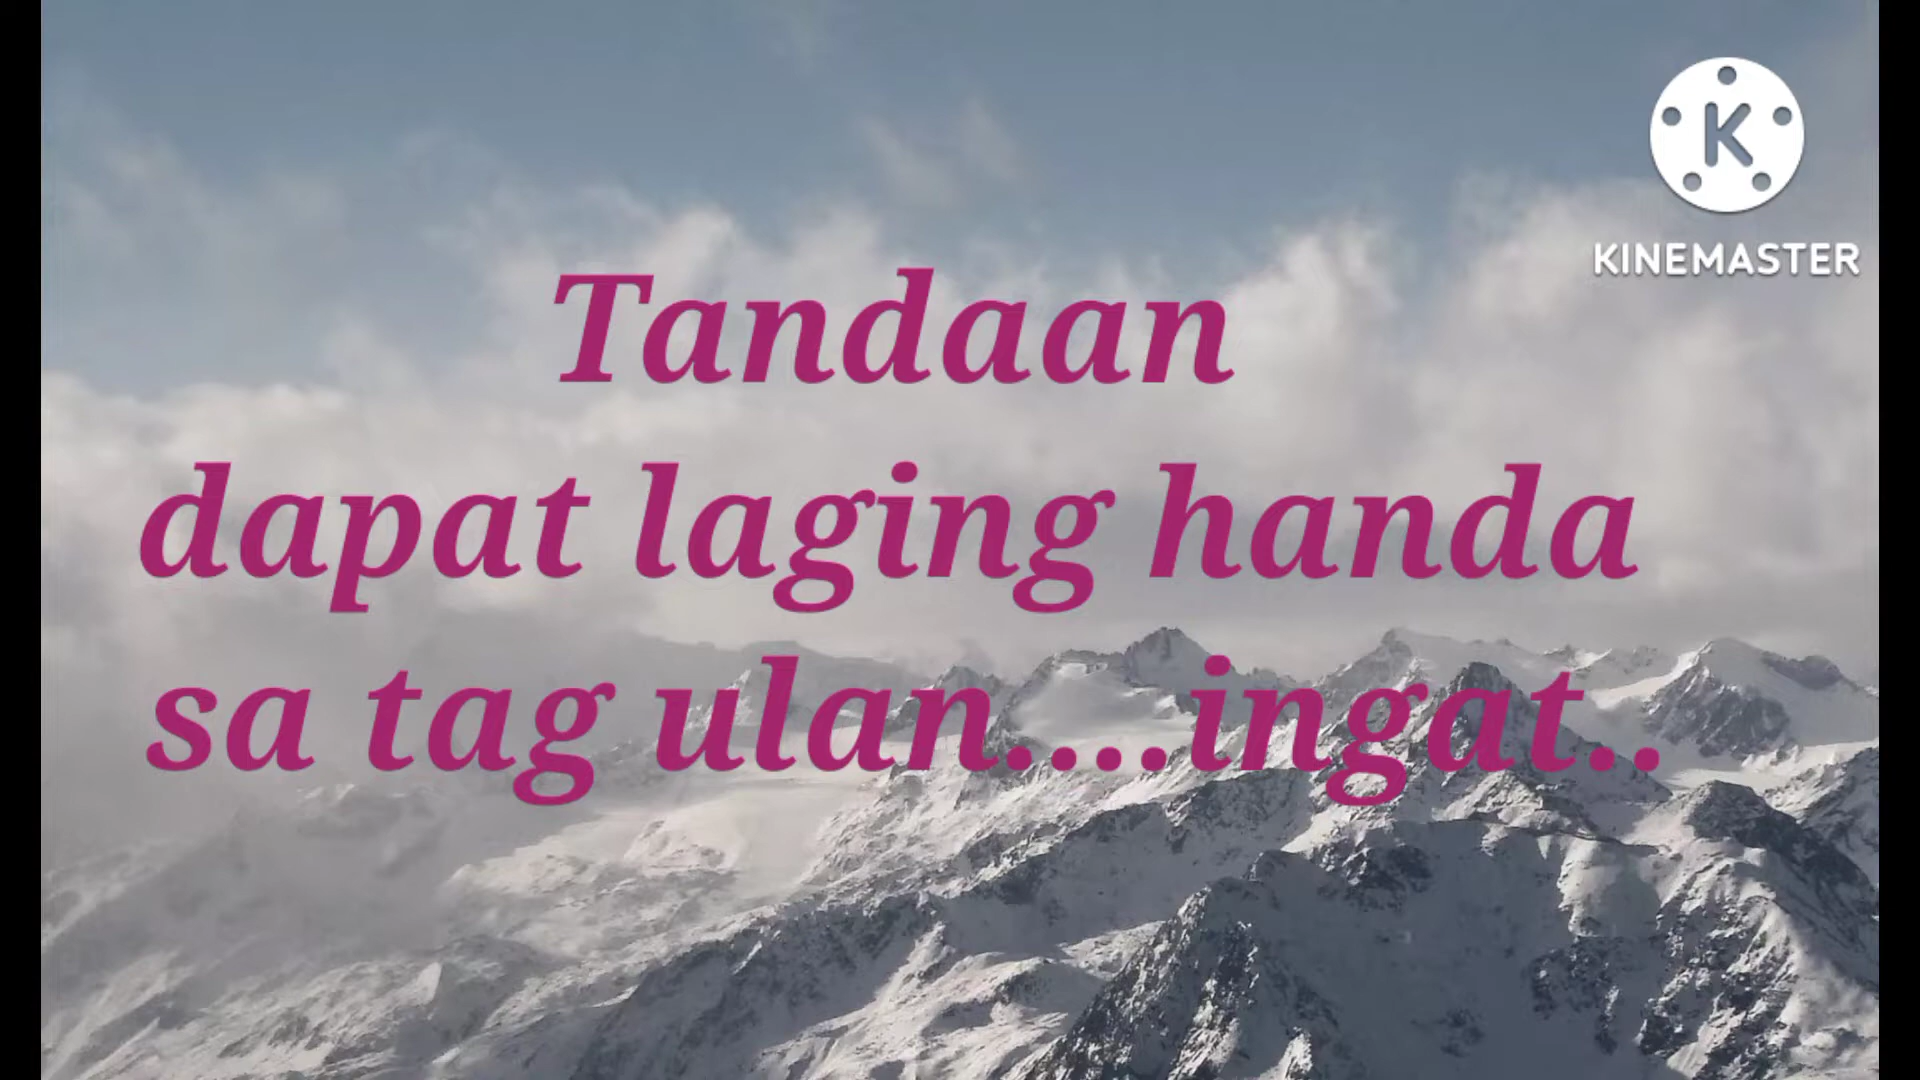 K
KINEMASTER
Tandaan
dapat laging handa
sa tag ulan....ingat..